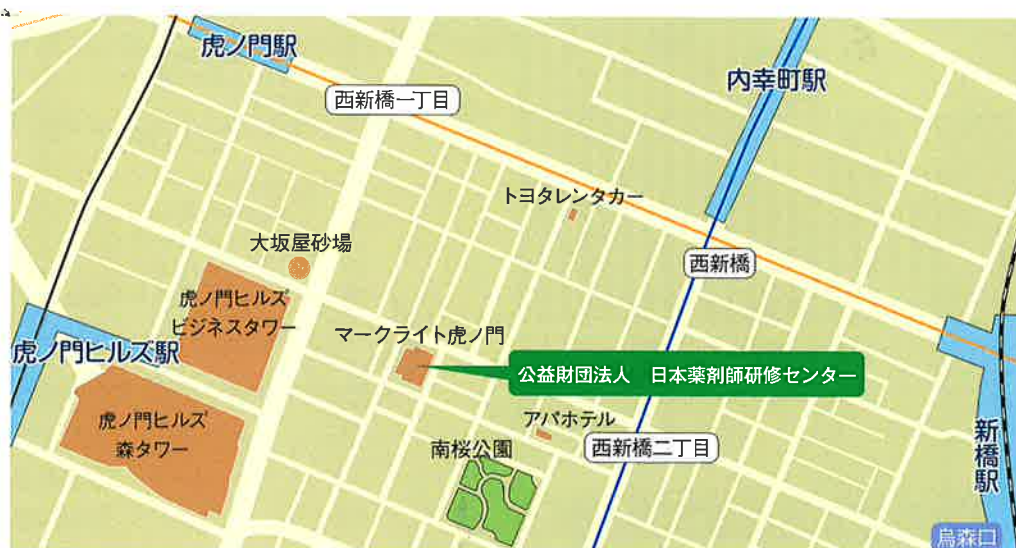 虎ノ門駅
西新橋一丁目
内幸町駅
トヨタレンタカー
大坂屋砂場
西新橋
虎ノ門ヒルズ
ビジネスタワー
マークライト虎ノ門
虎ノ門ヒルズ駅
公益財団法人　日本薬剤師研修センター
虎ノ門ヒルズ
森タワー
アパホテル
南桜公園
西新橋二丁目
新橋駅
烏森口